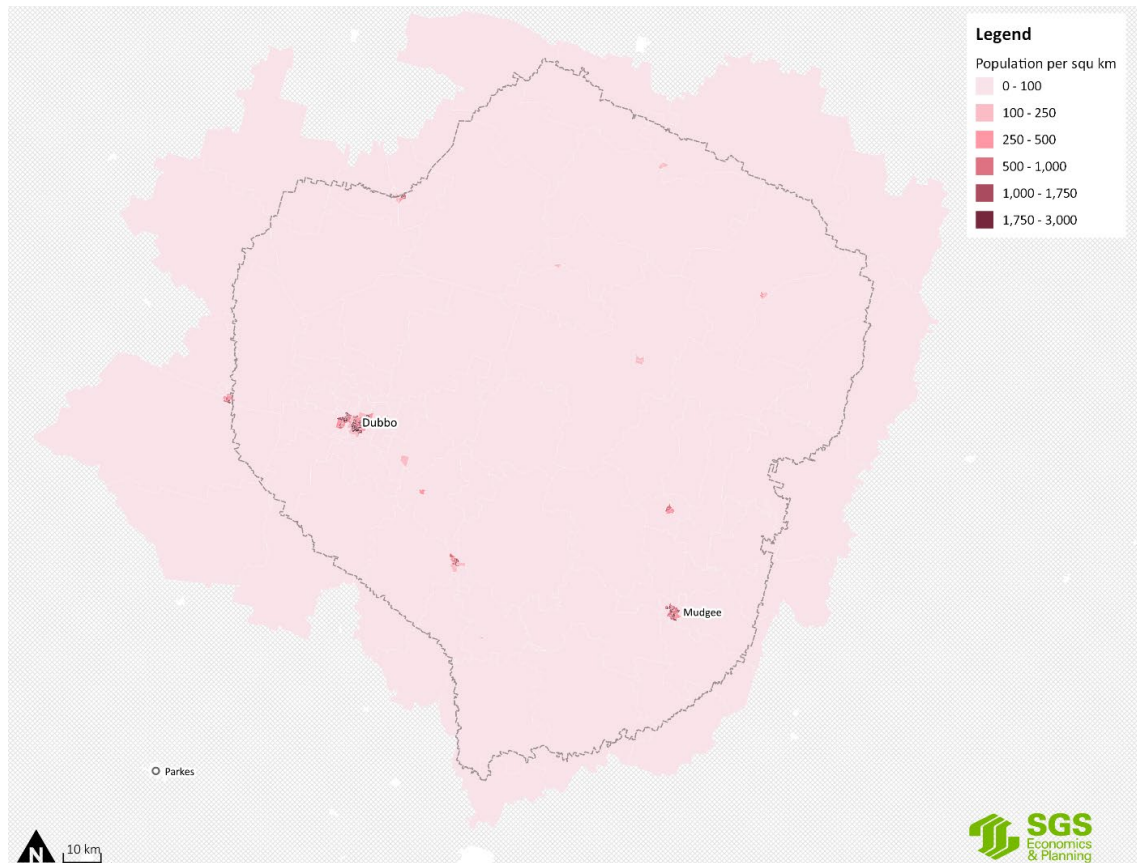 Legend
Population per squ km
0 - 100
100 - 250
250 - 500
500 - 1,000
1,000 - 1,750
1,750 - 3,000
Dubbo
Mudgee
Parkes
N
10 km
SGS
Economics
& Planning